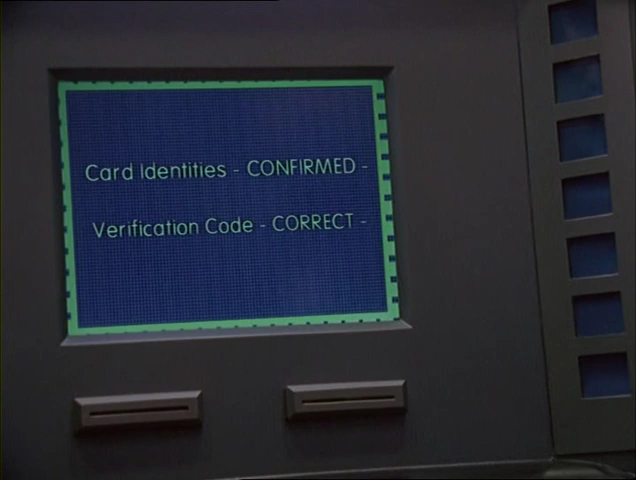 Card Identities - CONFIRMED -
Verification Code - CORRECT -